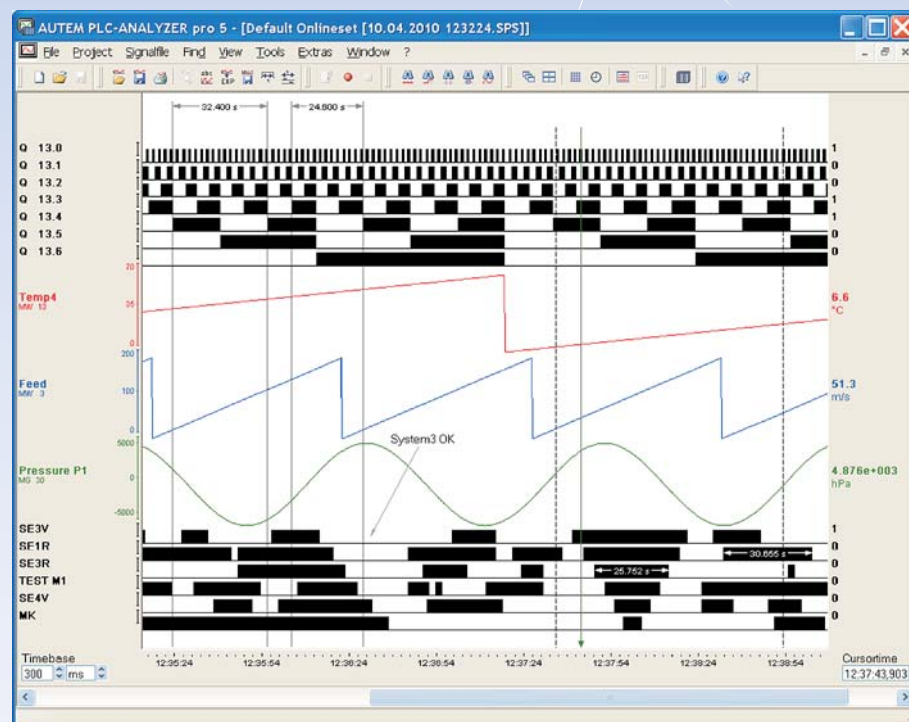 AUTEM PLC-ANALYZER pro 5 - [Default Onlineset [10.04.2010 123224.SPS]]
File Project Signalfile Find View Tools Extras Window ?
32.400 s 24.800 s
Q 13.0 1
Q 13.1 0
Q 13.2 0
Q 13.3 1
Q 13.4 1
Q 13.5 0
Q 13.6 0
20
Temp4 6.6
MW 13 °C
0
200
Feed 100 51.3
MW 3 m/s
0
System3 OK
5000
Pressure P1 0 4.876e+003
hPa
-5000
SE3V 1
SE1R 0
30.655 s
SE3R 0
25.752 s
TEST M1 0
SE4V 0
MK 0
Timebase Cursortime
12:35:24 12:35:54 12:36:24 12:36:54 12:37:24 12:37:54 12:38:24 12:38:54
300 ms 12:37:43,903